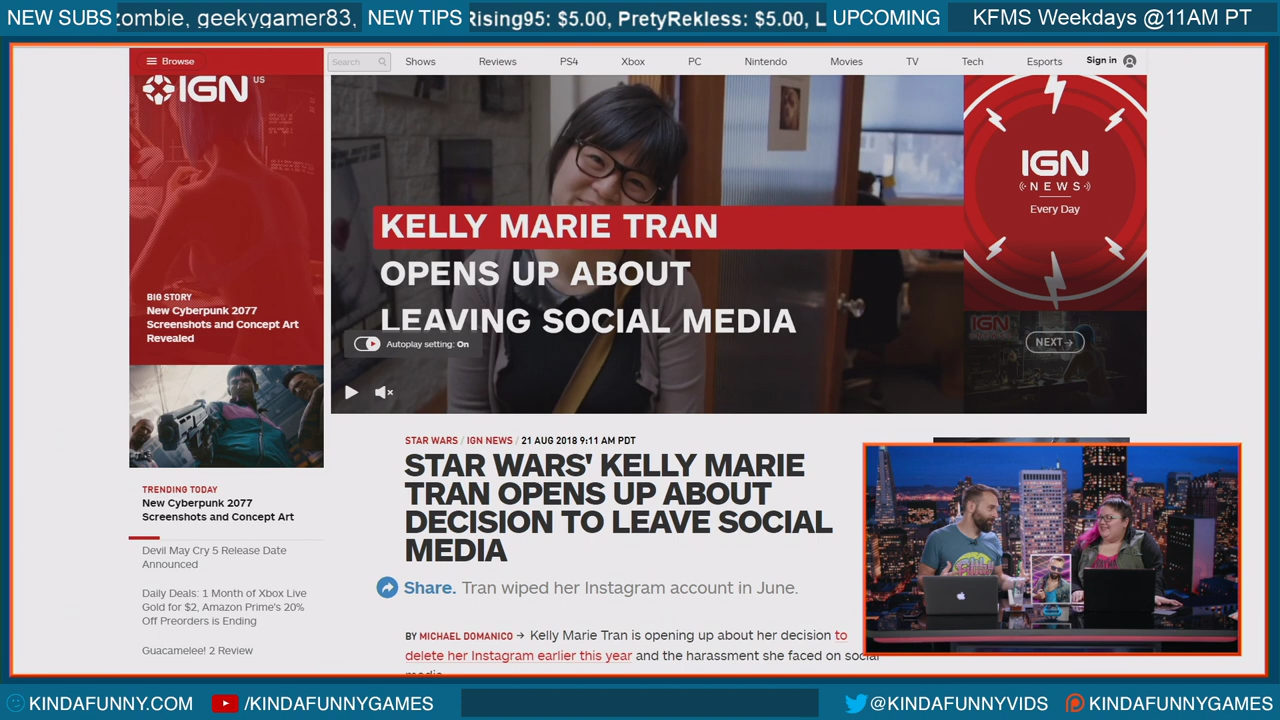 NEW SUBS zombie, geekygamer83, NEW TIPS Rising95: $5.00, PretyRekless: $5.00, L UPCOMING KFMS Weekdays @11AM PT
Browse Search Shows Reviews PS4 Xbox PC Nintendo Movies TV Tech Esports Sign in
IGN US
BIG STORY
New Cyberpunk 2077
Screenshots and Concept Art
Revealed
TRENDING TODAY
New Cyberpunk 2077
Screenshots and Concept Art
Devil May Cry 5 Release Date
Announced
Daily Deals: 1 Month of Xbox Live
Gold for $2, Amazon Prime's 20%
Off Preorders is Ending
Guacamelee! 2 Review
KELLY MARIE TRAN
OPENS UP ABOUT
LEAVING SOCIAL MEDIA
Autoplay setting: On
IGN
NEWS
Every Day
IGN
NEXT
STAR WARS / IGN NEWS / 21 AUG 2018 9:11 AM PDT
STAR WARS' KELLY MARIE
TRAN OPENS UP ABOUT
DECISION TO LEAVE SOCIAL
MEDIA
Share. Tran wiped her Instagram account in June.
BY MICHAEL DOMANICO → Kelly Marie Tran is opening up about her decision to
delete her Instagram earlier this year and the harassment she faced on social
media
KINDAFUNNY.COM /KINDAFUNNYGAMES @KINDAFUNNYVIDS KINDAFUNNYGAMES